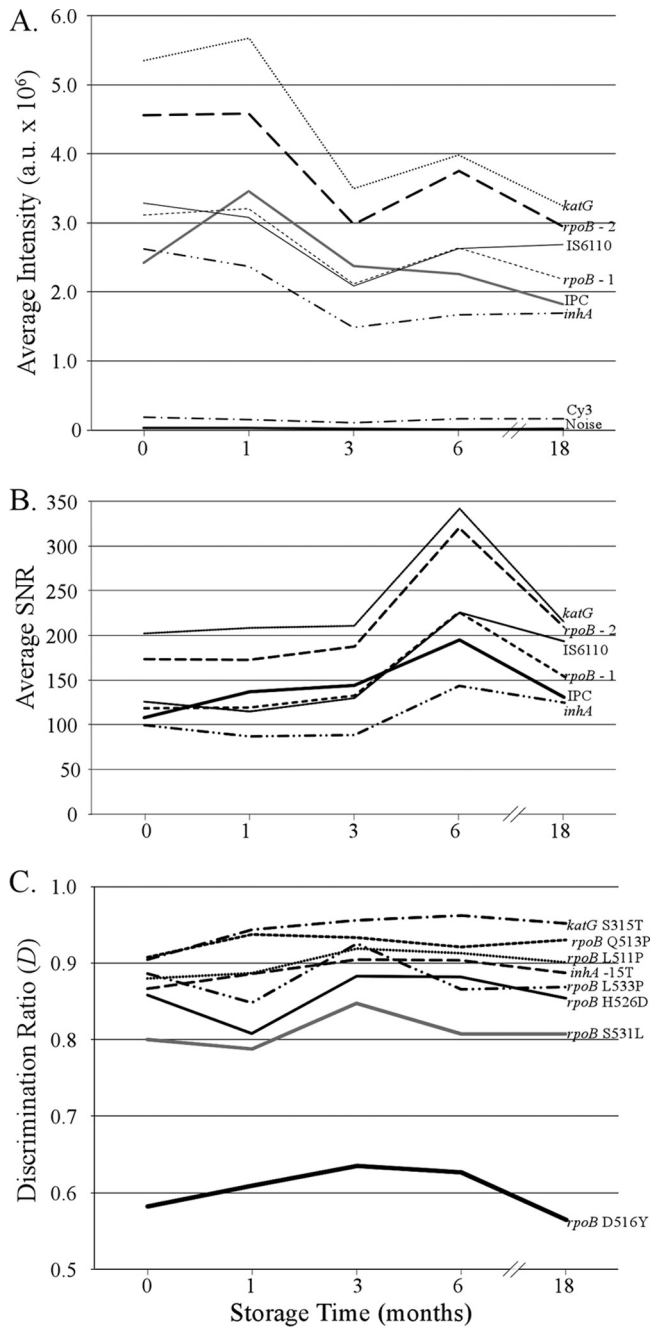 A.
Average Intensity (a.u. x 10⁶)
6.0
5.0
4.0
3.0
2.0
1.0
0
katG
rpoB - 2
IS6110
rpoB - 1
IPC
inhA
Cy3
Noise
0 1 3 6 18
B.
Average SNR
350
300
250
200
150
100
50
0
katG
rpoB - 2
IS6110
rpoB - 1
IPC
inhA
0 1 3 6 18
C.
Discrimination Ratio (D)
1.0
0.9
0.8
0.7
0.6
0.5
katG S315T
rpoB Q513P
rpoB L511P
inhA -15T
rpoB L533P
rpoB H526D
rpoB S531L
rpoB D516Y
0 1 3 6 18
Storage Time (months)